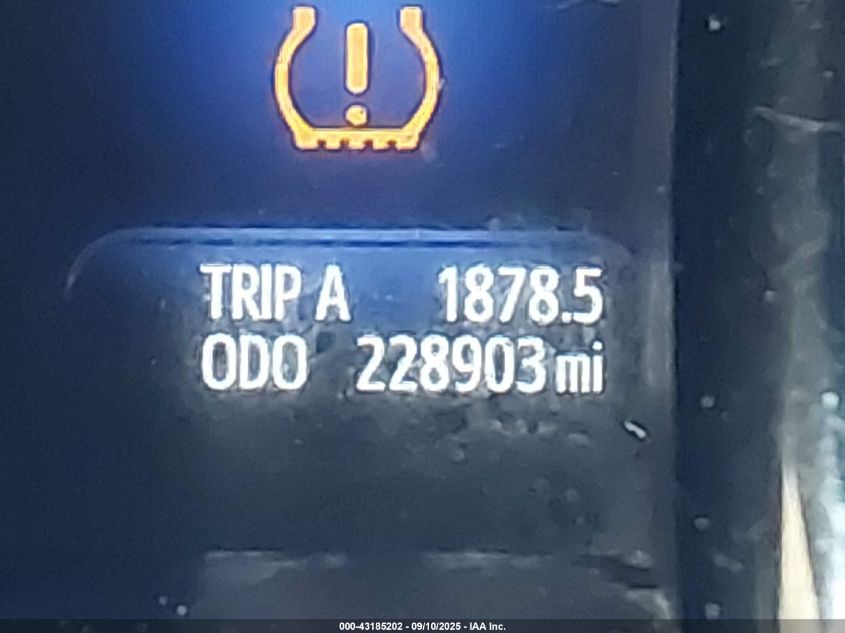 TRIP A 1878.5
ODO 228903 mi
000-43185202 - 09/10/2025 - IAA Inc.